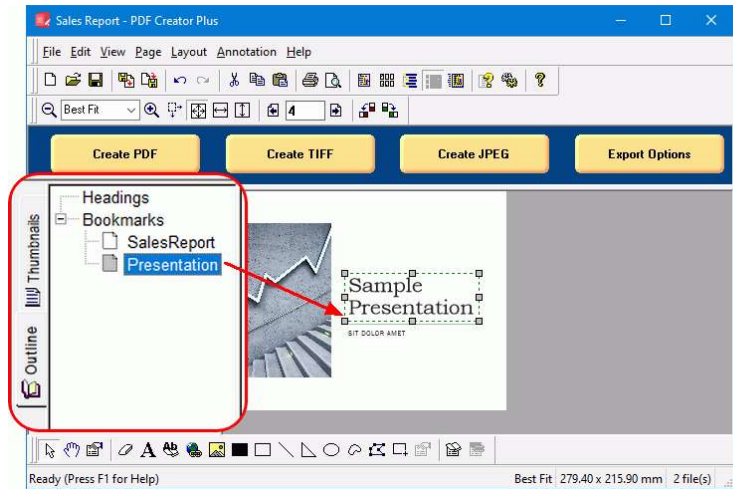 Sales Report - PDF Creator Plus
File Edit View Page Layout Annotation Help
Best Fit 4
Create PDF Create TIFF Create JPEG Export Options
Thumbnails
Outline
Headings
Bookmarks
SalesReport
Presentation
Sample
Presentation
SIT DOLOR AMET
A Ab
Ready (Press F1 for Help) Best Fit 279.40 x 215.90 mm 2 file(s)